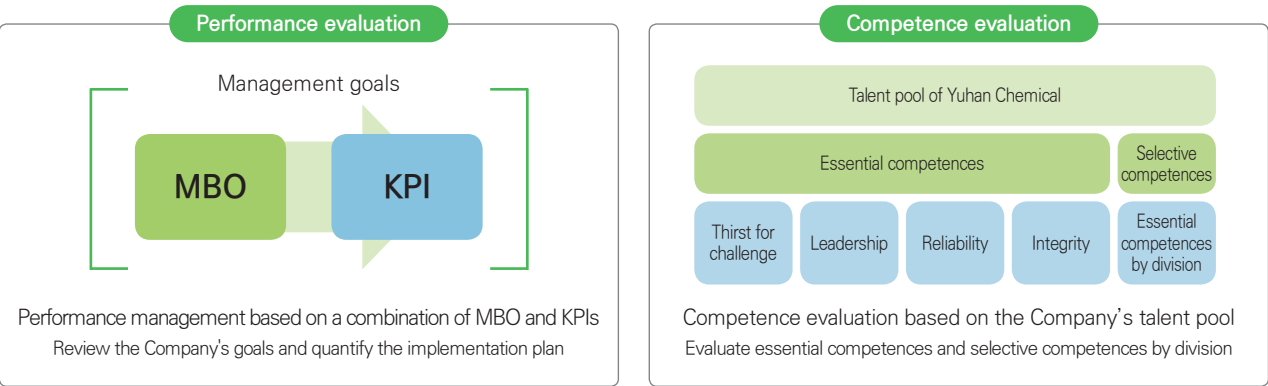 Performance evaluation
Management goals
MBO
KPI
Performance management based on a combination of MBO and KPIs
Review the Company's goals and quantify the implementation plan
Competence evaluation
Talent pool of Yuhan Chemical
Essential competences
Selective
competences
Thirst for
challenge
Leadership
Reliability
Integrity
Essential
competences
by division
Competence evaluation based on the Company's talent pool
Evaluate essential competences and selective competences by division